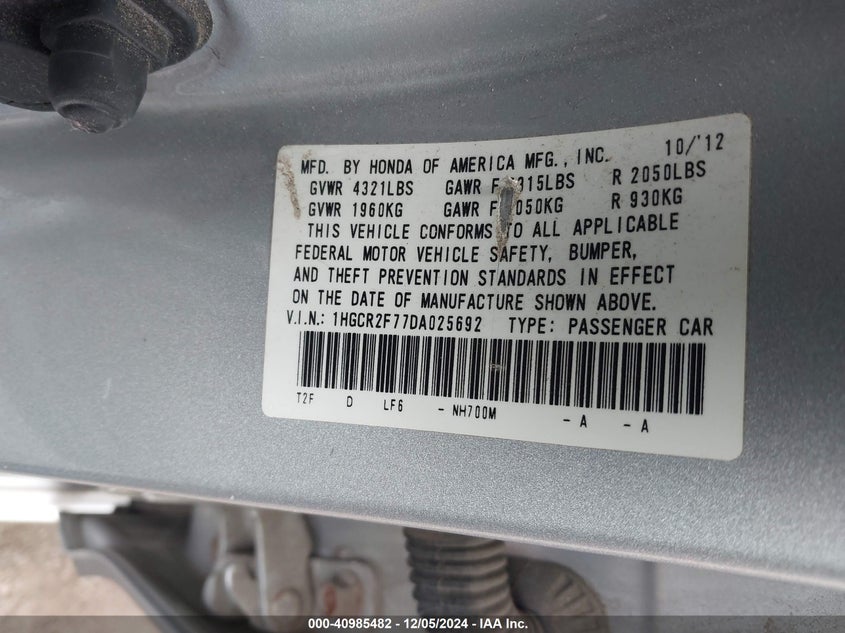 MFD. BY HONDA OF AMERICA MFG., INC. 10/'12
GVWR 4321LBS GAWR F 315LBS R 2050LBS
GVWR 1960KG GAWR F 050KG R 930KG
THIS VEHICLE CONFORMS TO ALL APPLICABLE
FEDERAL MOTOR VEHICLE SAFETY, BUMPER,
AND THEFT PREVENTION STANDARDS IN EFFECT
ON THE DATE OF MANUFACTURE SHOWN ABOVE.
V.I.N.: 1HGCR2F77DA025692 TYPE: PASSENGER CAR
T2F D LF6 - NH700M - A - A
000-40985482 - 12/05/2024 - IAA Inc.